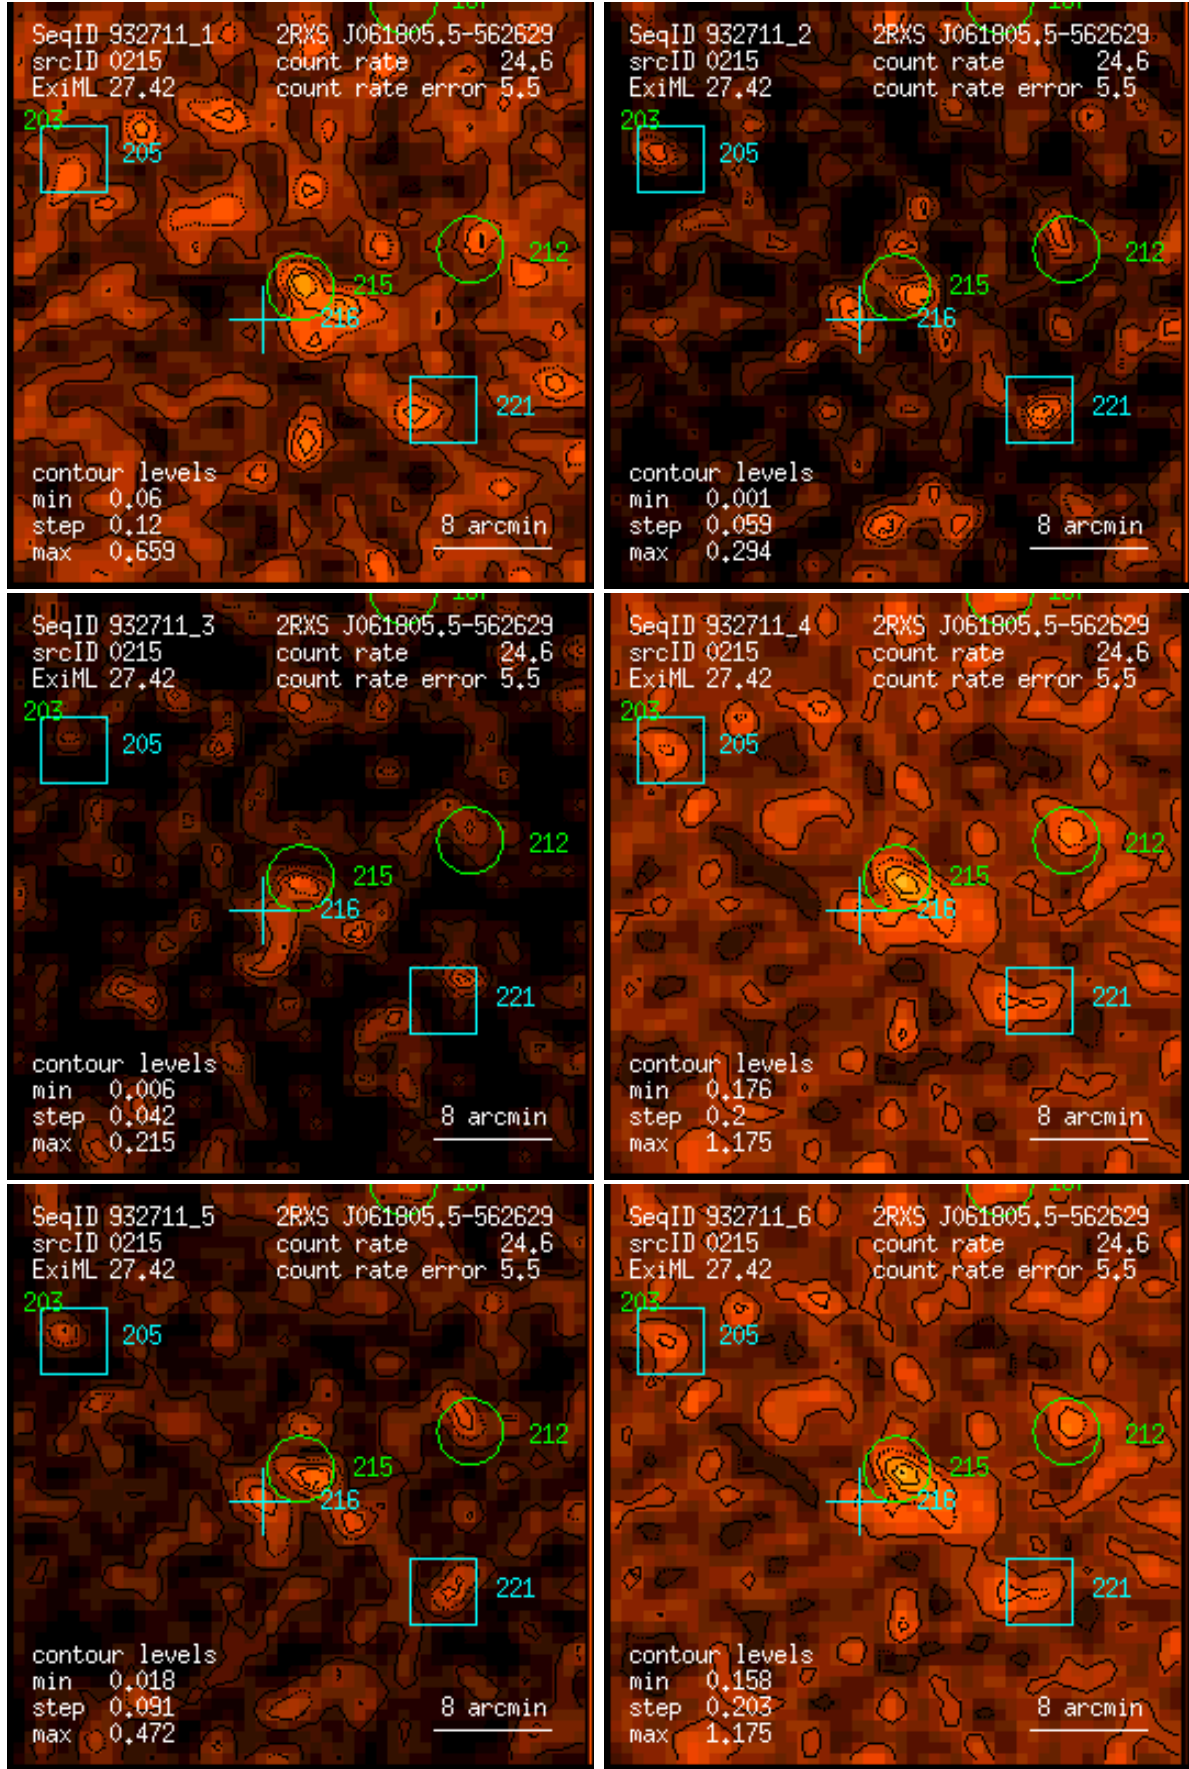 SeqID 932711_1 2RXS J061805.5-562629
srcID 0215 count rate 24.6
ExiML 27.42 count rate error 5.5
203
205
212
215
216
221
contour levels
min 0.06
step 0.12
max 0.659
8 arcmin
SeqID 932711_2 2RXS J061805.5-562629
srcID 0215 count rate 24.6
ExiML 27.42 count rate error 5.5
203
205
212
215
216
221
contour levels
min 0.001
step 0.059
max 0.294
8 arcmin
SeqID 932711_3 2RXS J061805.5-562629
srcID 0215 count rate 24.6
ExiML 27.42 count rate error 5.5
203
205
212
215
216
221
contour levels
min 0.006
step 0.042
max 0.215
8 arcmin
SeqID 932711_4 2RXS J061805.5-562629
srcID 0215 count rate 24.6
ExiML 27.42 count rate error 5.5
203
205
212
215
216
221
contour levels
min 0.176
step 0.2
max 1.175
8 arcmin
SeqID 932711_5 2RXS J061805.5-562629
srcID 0215 count rate 24.6
ExiML 27.42 count rate error 5.5
203
205
212
215
216
221
contour levels
min 0.018
step 0.091
max 0.472
8 arcmin
SeqID 932711_6 2RXS J061805.5-562629
srcID 0215 count rate 24.6
ExiML 27.42 count rate error 5.5
203
205
212
215
216
221
contour levels
min 0.158
step 0.203
max 1.175
8 arcmin